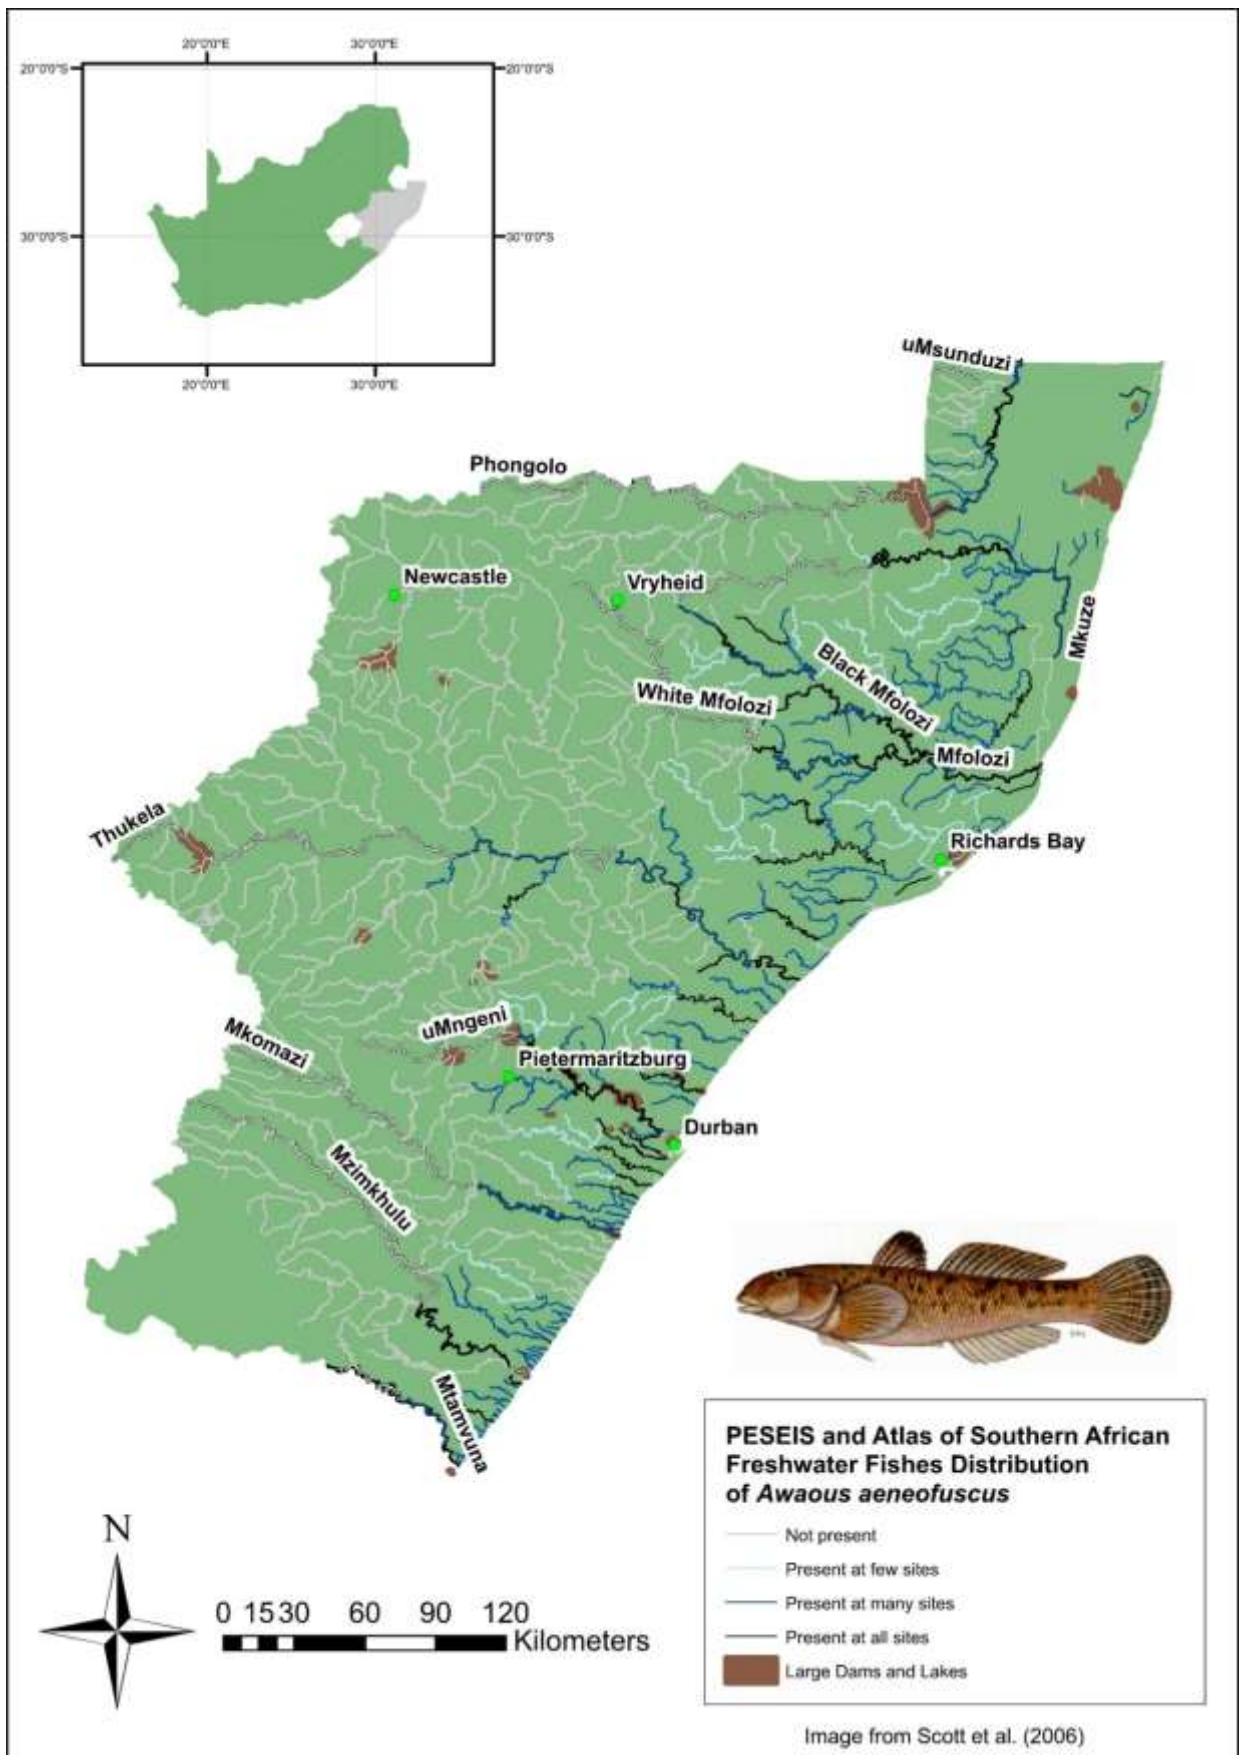 20°0'0"E 30°0'0"E
20°0'0"S 20°0'0"S
30°0'0"S 30°0'0"S
20°0'0"E 30°0'0"E
uMsunduzi
Phongolo
Newcastle
Vryheid
Mkuze
Black Mfolozi
White Mfolozi
Mfolozi
Thukela
Richards Bay
uMngeni
Mkomazi
Pietermaritzburg
Durban
Mzimkhulu
Mtamvuna
PESEIS and Atlas of Southern African
Freshwater Fishes Distribution
of Awaous aeneofuscus
Not present
Present at few sites
Present at many sites
Present at all sites
Large Dams and Lakes
N
0 15 30 60 90 120
Kilometers
Image from Scott et al. (2006)